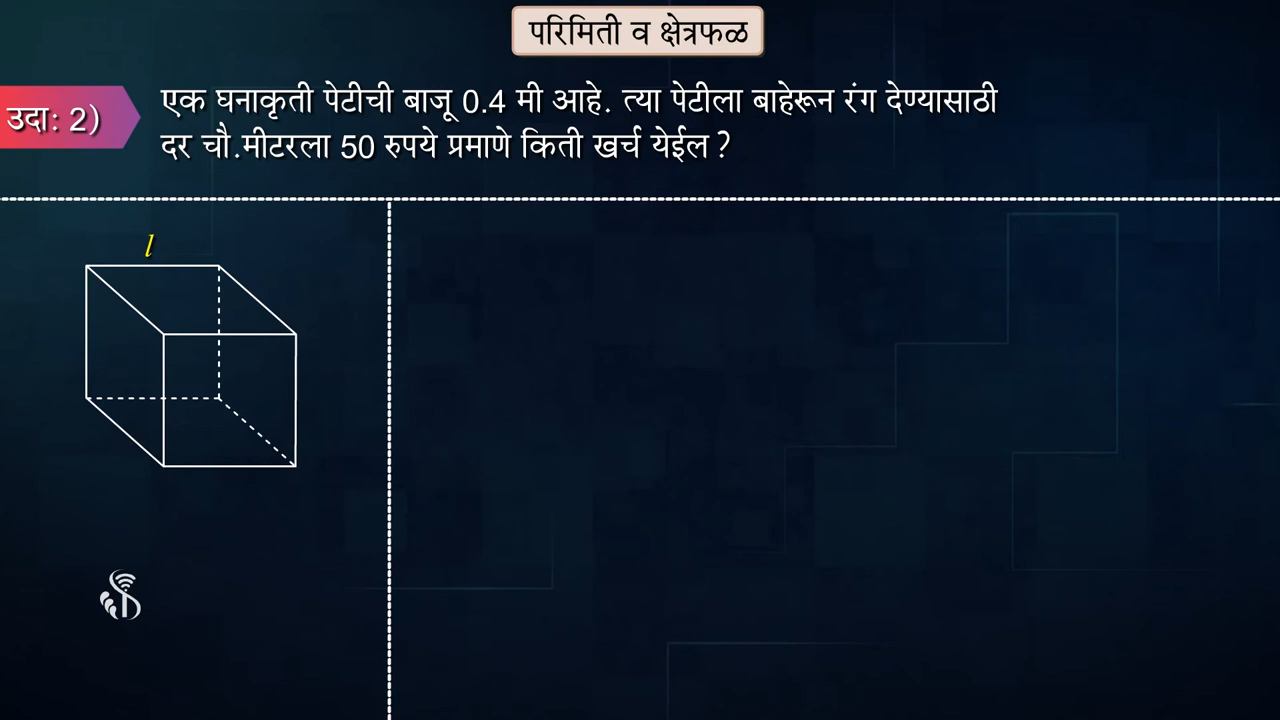 परिमिती व क्षेत्रफळ
उदा: 2)
एक घनाकृती पेटीची बाजू 0.4 मी आहे. त्या पेटीला बाहेरून रंग देण्यासाठी
दर चौ.मीटरला 50 रुपये प्रमाणे किती खर्च येईल ?
l